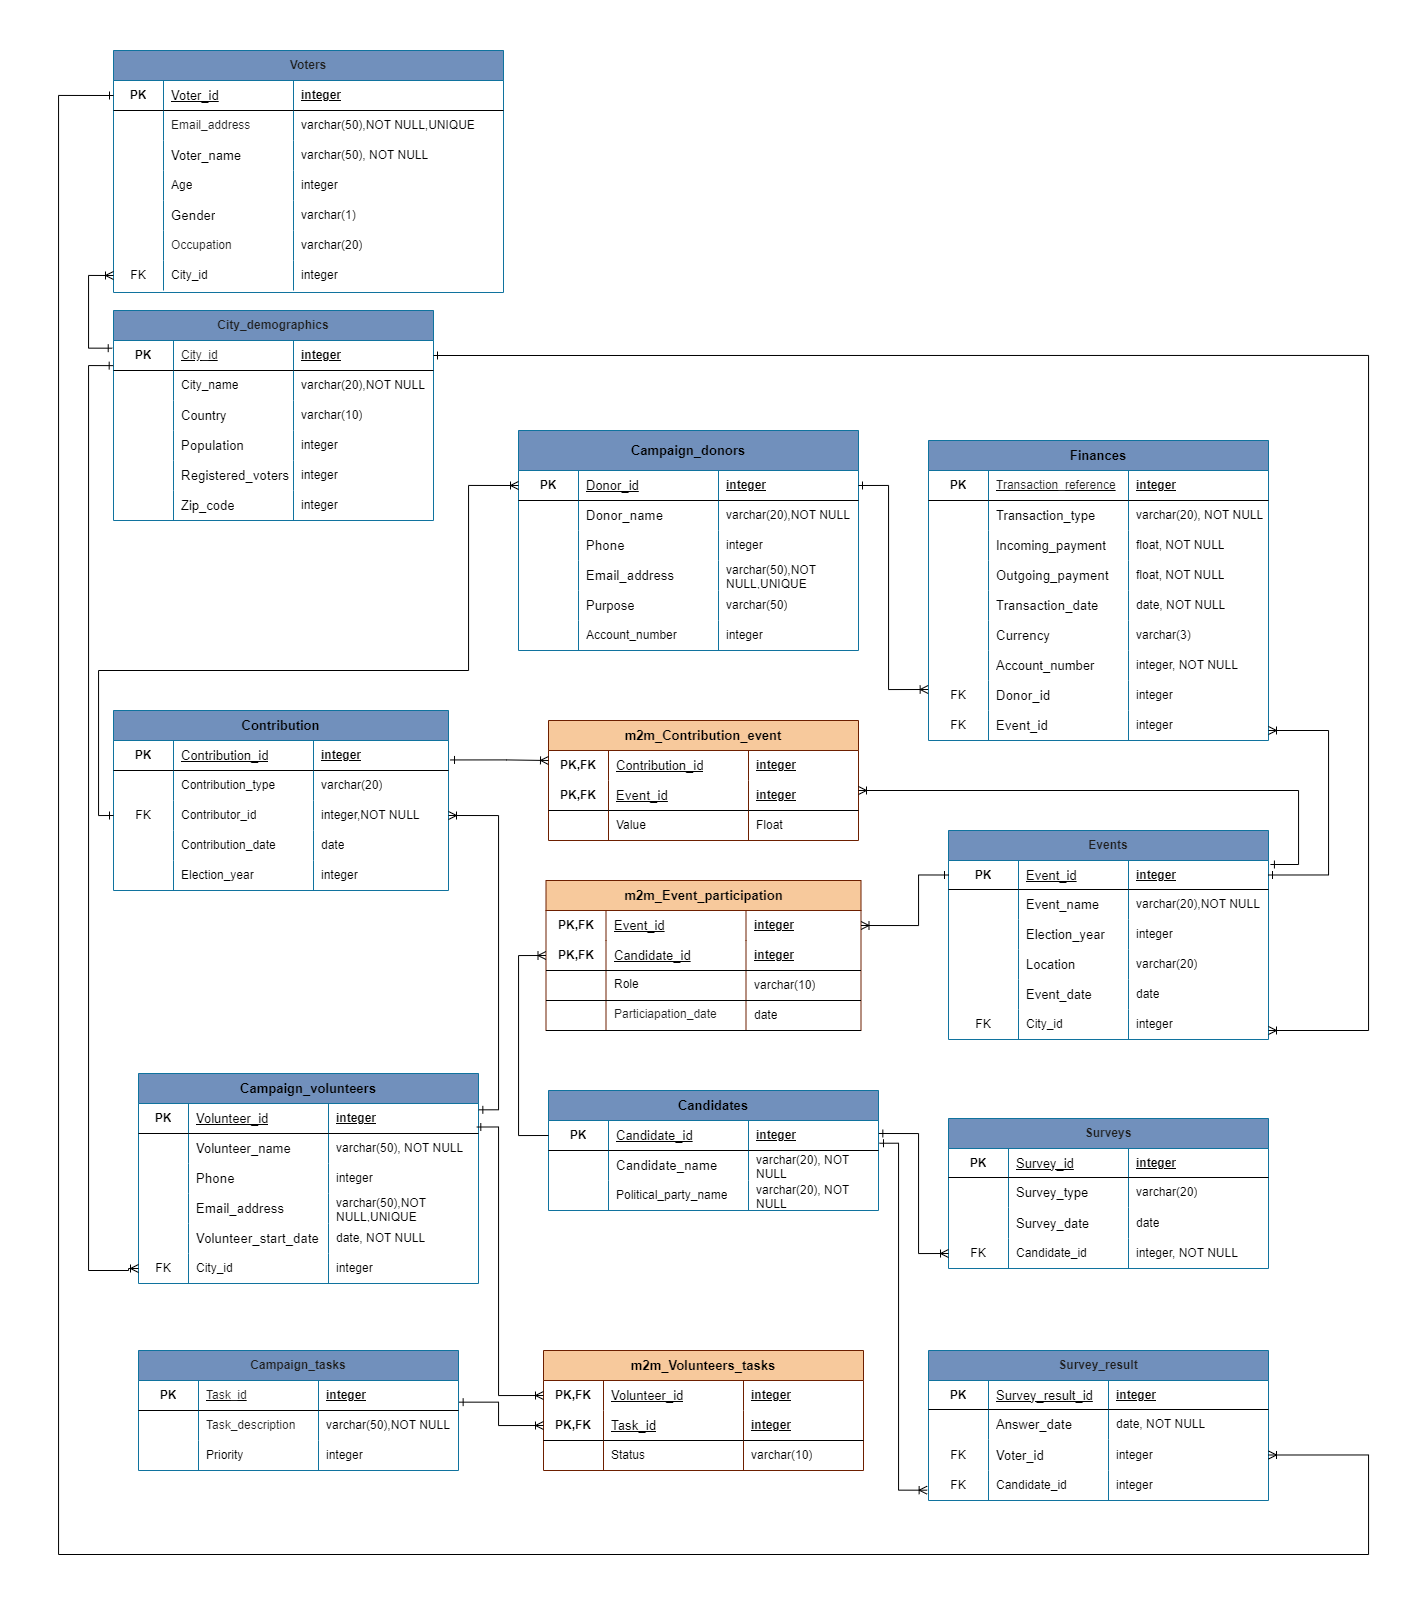 Voters
PK Voter_id integer
Email_address varchar(50),NOT NULL,UNIQUE
Voter_name varchar(50), NOT NULL
Age integer
Gender varchar(1)
Occupation varchar(20)
FK City_id integer
City_demographics
PK City_id integer
City_name varchar(20),NOT NULL
Country varchar(10)
Population integer
Registered_voters integer
Zip_code integer
Campaign_donors
PK Donor_id integer
Donor_name varchar(20),NOT NULL
Phone integer
Email_address varchar(50),NOT
NULL,UNIQUE
Purpose varchar(50)
Account_number integer
Finances
PK Transaction_reference integer
Transaction_type varchar(20), NOT NULL
Incoming_payment float, NOT NULL
Outgoing_payment float, NOT NULL
Transaction_date date, NOT NULL
Currency varchar(3)
Account_number integer, NOT NULL
FK Donor_id integer
FK Event_id integer
Contribution
PK Contribution_id integer
Contribution_type varchar(20)
FK Contributor_id integer,NOT NULL
Contribution_date date
Election_year integer
m2m_Contribution_event
PK,FK Contribution_id integer
PK,FK Event_id integer
Value Float
Events
PK Event_id integer
Event_name varchar(20),NOT NULL
Election_year integer
Location varchar(20)
Event_date date
FK City_id integer
m2m_Event_participation
PK,FK Event_id integer
PK,FK Candidate_id integer
Role varchar(10)
Particiapation_date date
Campaign_volunteers
PK Volunteer_id integer
Volunteer_name varchar(50), NOT NULL
Phone integer
Email_address varchar(50),NOT
NULL,UNIQUE
Volunteer_start_date date, NOT NULL
FK City_id integer
Candidates
PK Candidate_id integer
Candidate_name varchar(20), NOT
NULL
Political_party_name varchar(20), NOT
NULL
Surveys
PK Survey_id integer
Survey_type varchar(20)
Survey_date date
FK Candidate_id integer, NOT NULL
Campaign_tasks
PK Task_id integer
Task_description varchar(50),NOT NULL
Priority integer
m2m_Volunteers_tasks
PK,FK Volunteer_id integer
PK,FK Task_id integer
Status varchar(10)
Survey_result
PK Survey_result_id integer
Answer_date date, NOT NULL
FK Voter_id integer
FK Candidate_id integer